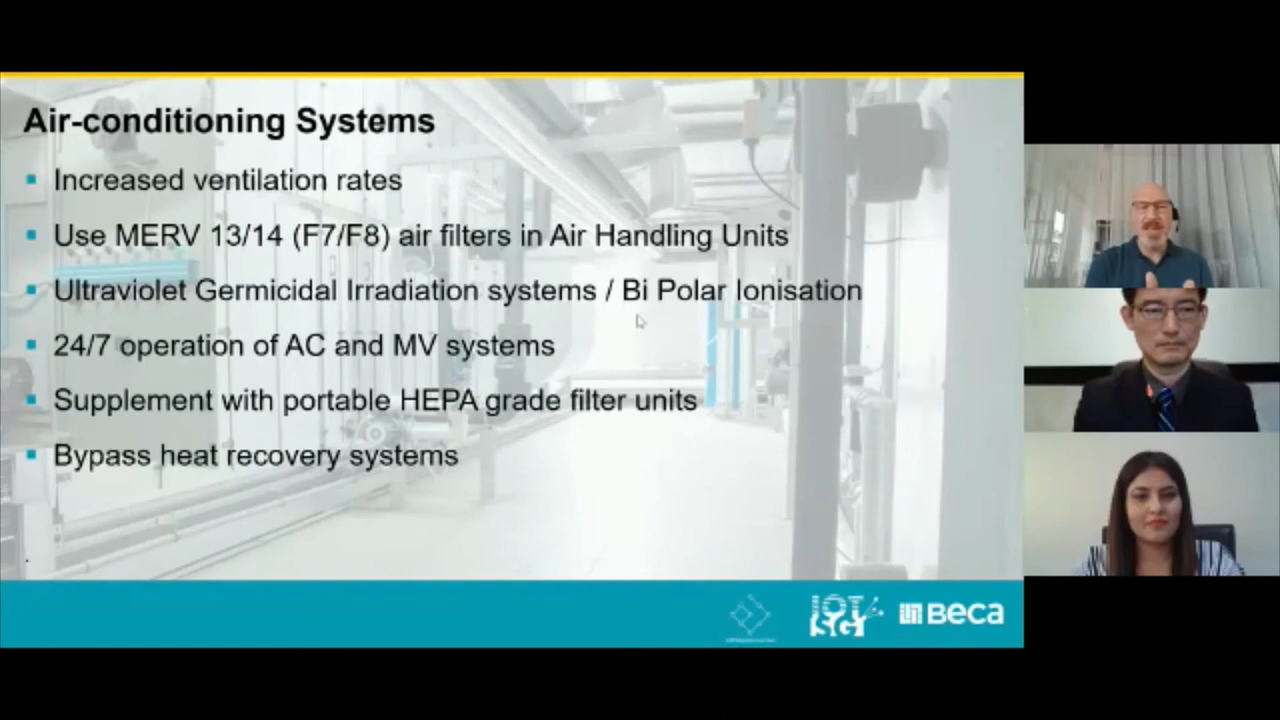 Air-conditioning Systems
Increased ventilation rates
Use MERV 13/14 (F7/F8) air filters in Air Handling Units
Ultraviolet Germicidal Irradiation systems / Bi Polar Ionisation
24/7 operation of AC and MV systems
Supplement with portable HEPA grade filter units
Bypass heat recovery systems
IOT
SG
Beca